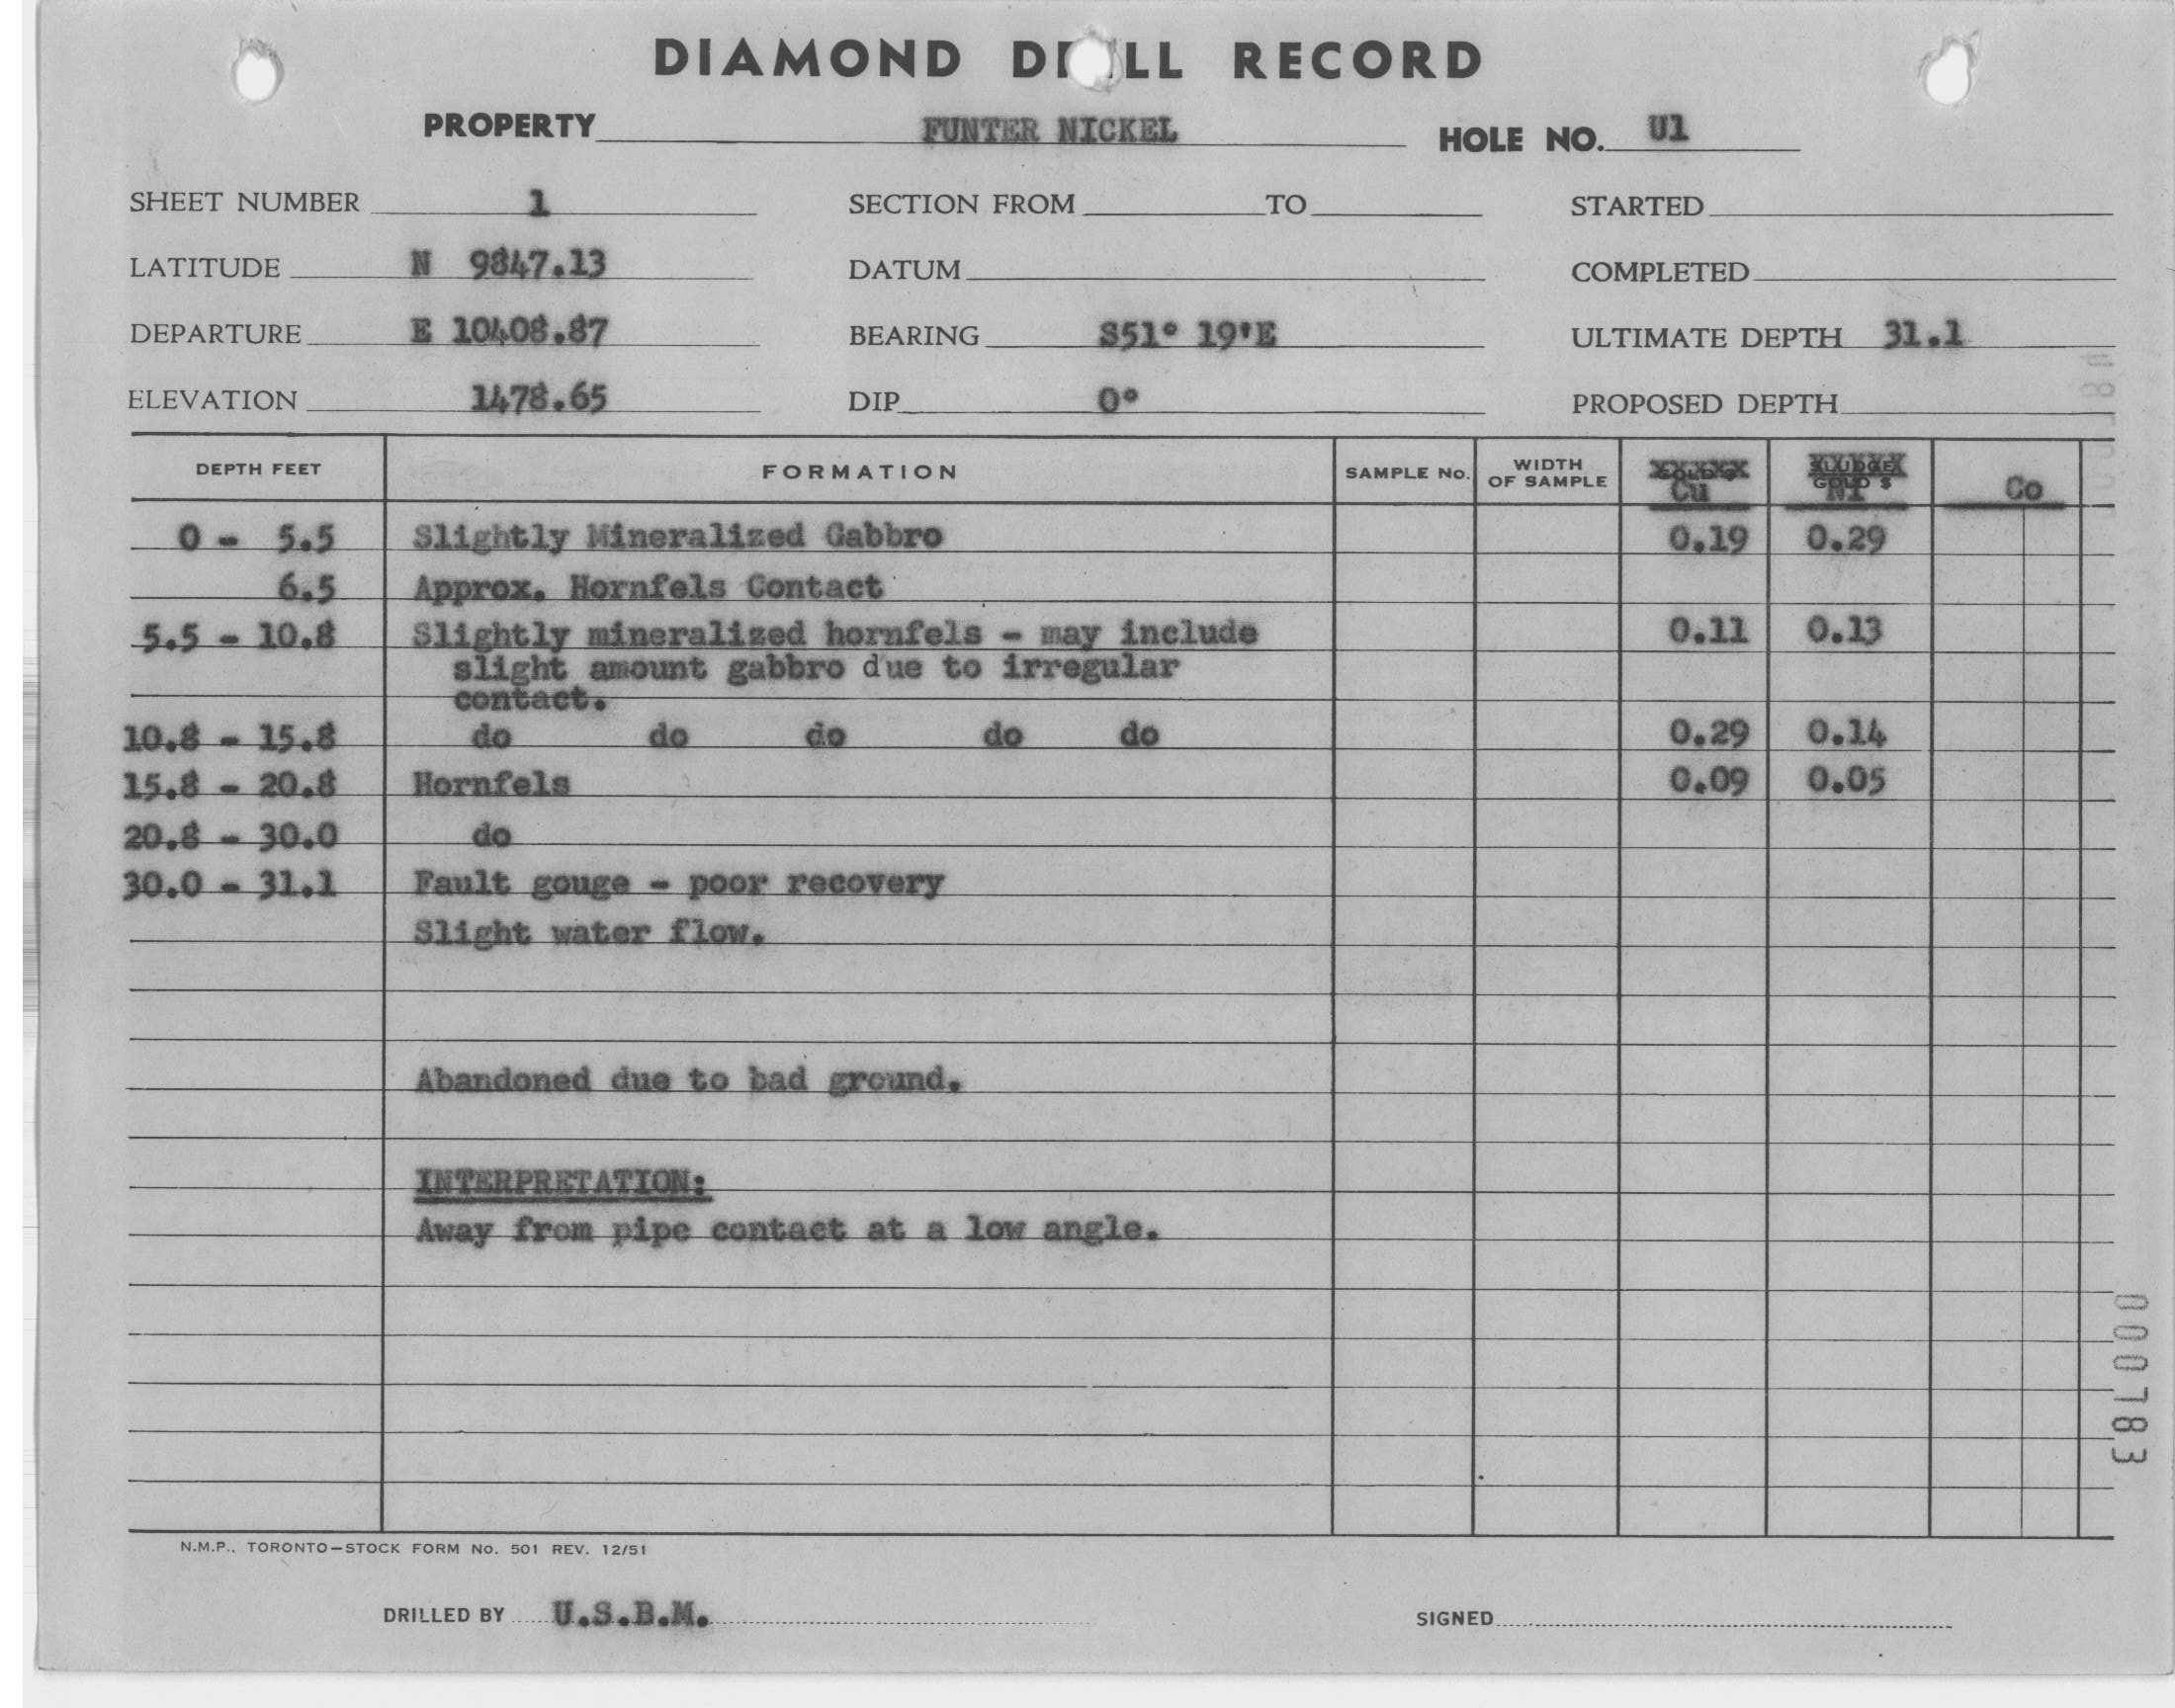 DIAMOND DRILL RECORD
PROPERTY FUNTER NICKEL HOLE NO. U1
SHEET NUMBER 1 SECTION FROM TO STARTED
LATITUDE N 9847.13 DATUM COMPLETED
DEPARTURE E 10408.87 BEARING S51° 19'E ULTIMATE DEPTH 31.1
ELEVATION 1478.65 DIP 0° PROPOSED DEPTH
DEPTH FEET FORMATION SAMPLE No. WIDTH OF SAMPLE Cu Ni Co
0 - 5.5 Slightly Mineralized Gabbro 0.19 0.29
6.5 Approx. Hornfels Contact
5.5 - 10.8 Slightly mineralized hornfels - may include 0.11 0.13
slight amount gabbro due to irregular
contact.
10.8 - 15.8 do do do do do 0.29 0.14
15.8 - 20.8 Hornfels 0.09 0.05
20.8 - 30.0 do
30.0 - 31.1 Fault gouge - poor recovery
Slight water flow.
Abandoned due to bad ground.
INTERPRETATION:
Away from pipe contact at a low angle.
000183
N.M.P., TORONTO—STOCK FORM No. 501 REV. 12/51
DRILLED BY U.S.B.M. SIGNED